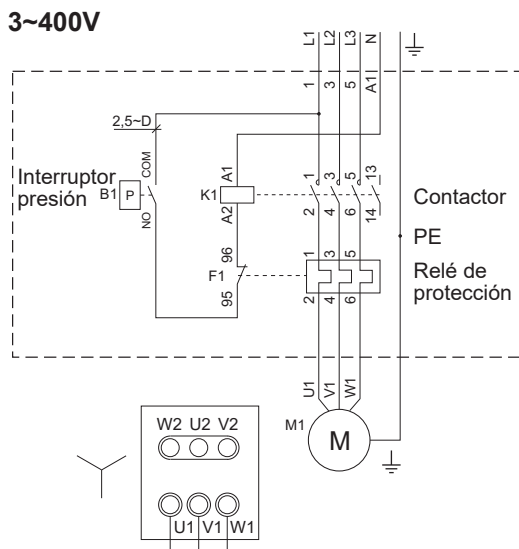 3~400V
L1 L2 L3 N
1 3 5 A1
2,5~D
Interruptor
presión
B1 P
COM
NO
A1
K1
A2
1 3 5 13
2 4 6 14
Contactor
PE
96
F1
95
1 3 5
2 4 6
Relé de
protección
U1 V1 W1
M1
M
W2 U2 V2
U1 V1 W1